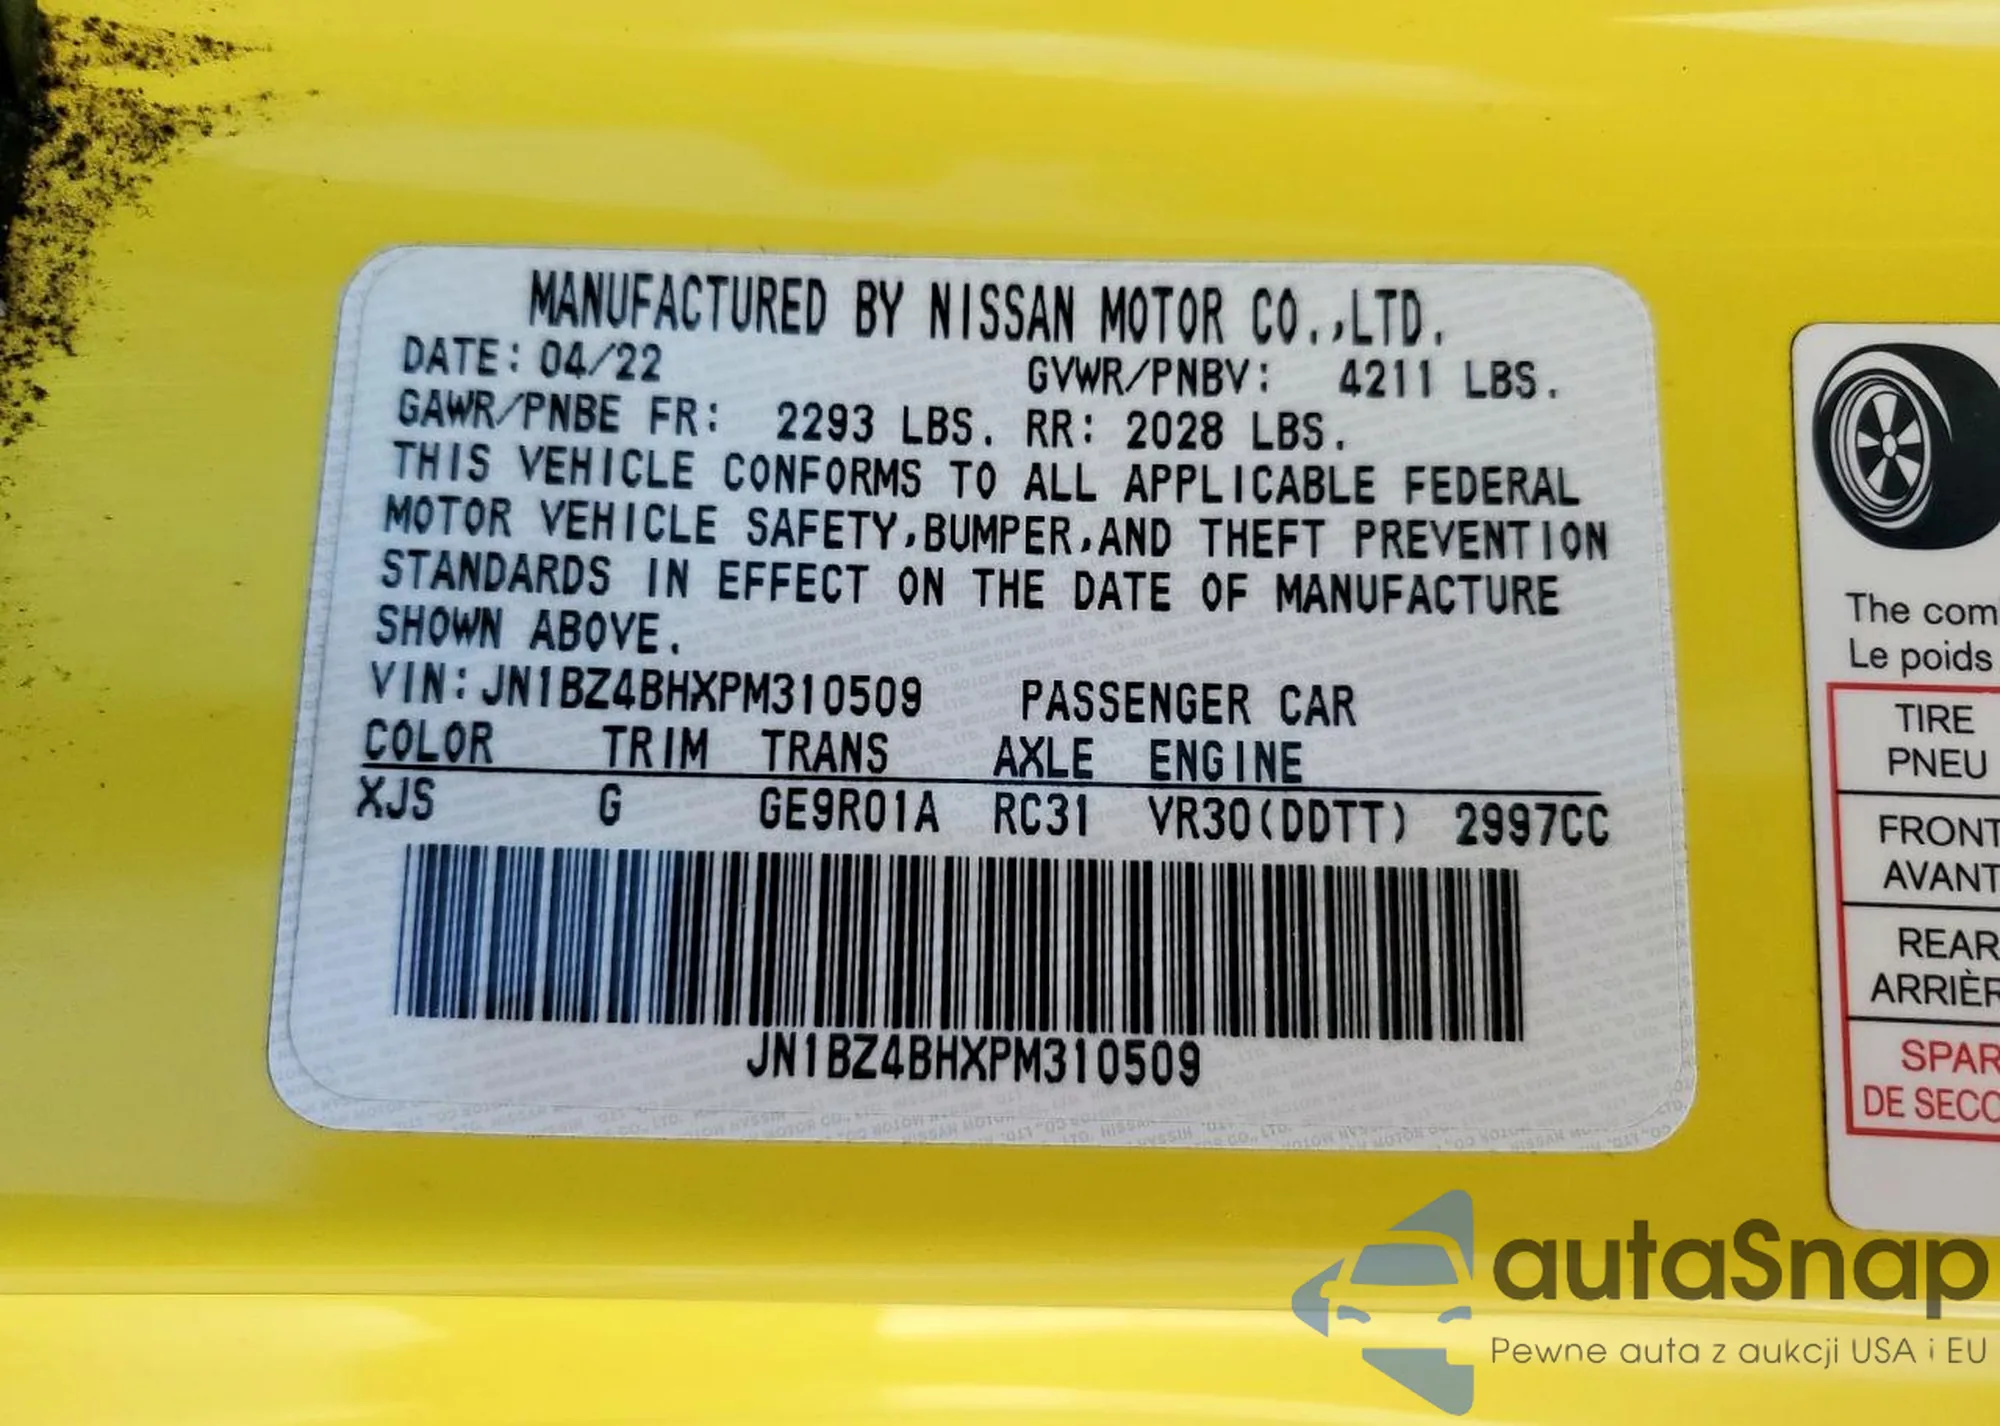 MANUFACTURED BY NISSAN MOTOR CO.,LTD.
DATE: 04/22 GVWR/PNBV: 4211 LBS.
GAWR/PNBE FR: 2293 LBS. RR: 2028 LBS.
THIS VEHICLE CONFORMS TO ALL APPLICABLE FEDERAL
MOTOR VEHICLE SAFETY,BUMPER,AND THEFT PREVENTION
STANDARDS IN EFFECT ON THE DATE OF MANUFACTURE
SHOWN ABOVE.
VIN:JN1BZ4BHXPM310509 PASSENGER CAR
COLOR TRIM TRANS AXLE ENGINE
XJS G GE9R01A RC31 VR30(DDTT) 2997CC
JN1BZ4BHXPM310509
The com
Le poids
TIRE
PNEU
FRONT
AVANT
REAR
ARRIÈR
SPAR
DE SECO
autaSnap
Pewne auta z aukcji USA i EU